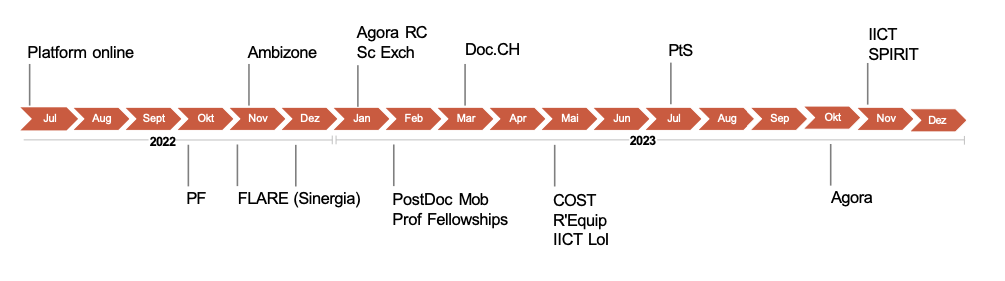 Platform online
Ambizone
Agora RC
Sc Exch
Doc.CH
PtS
IICT
SPIRIT
Jul Aug Sept Okt Nov Dez Jan Feb Mar Apr Mai Jun Jul Aug Sep Okt Nov Dez
2022 2023
PF
FLARE (Sinergia)
PostDoc Mob
Prof Fellowships
COST
R'Equip
IICT LoI
Agora